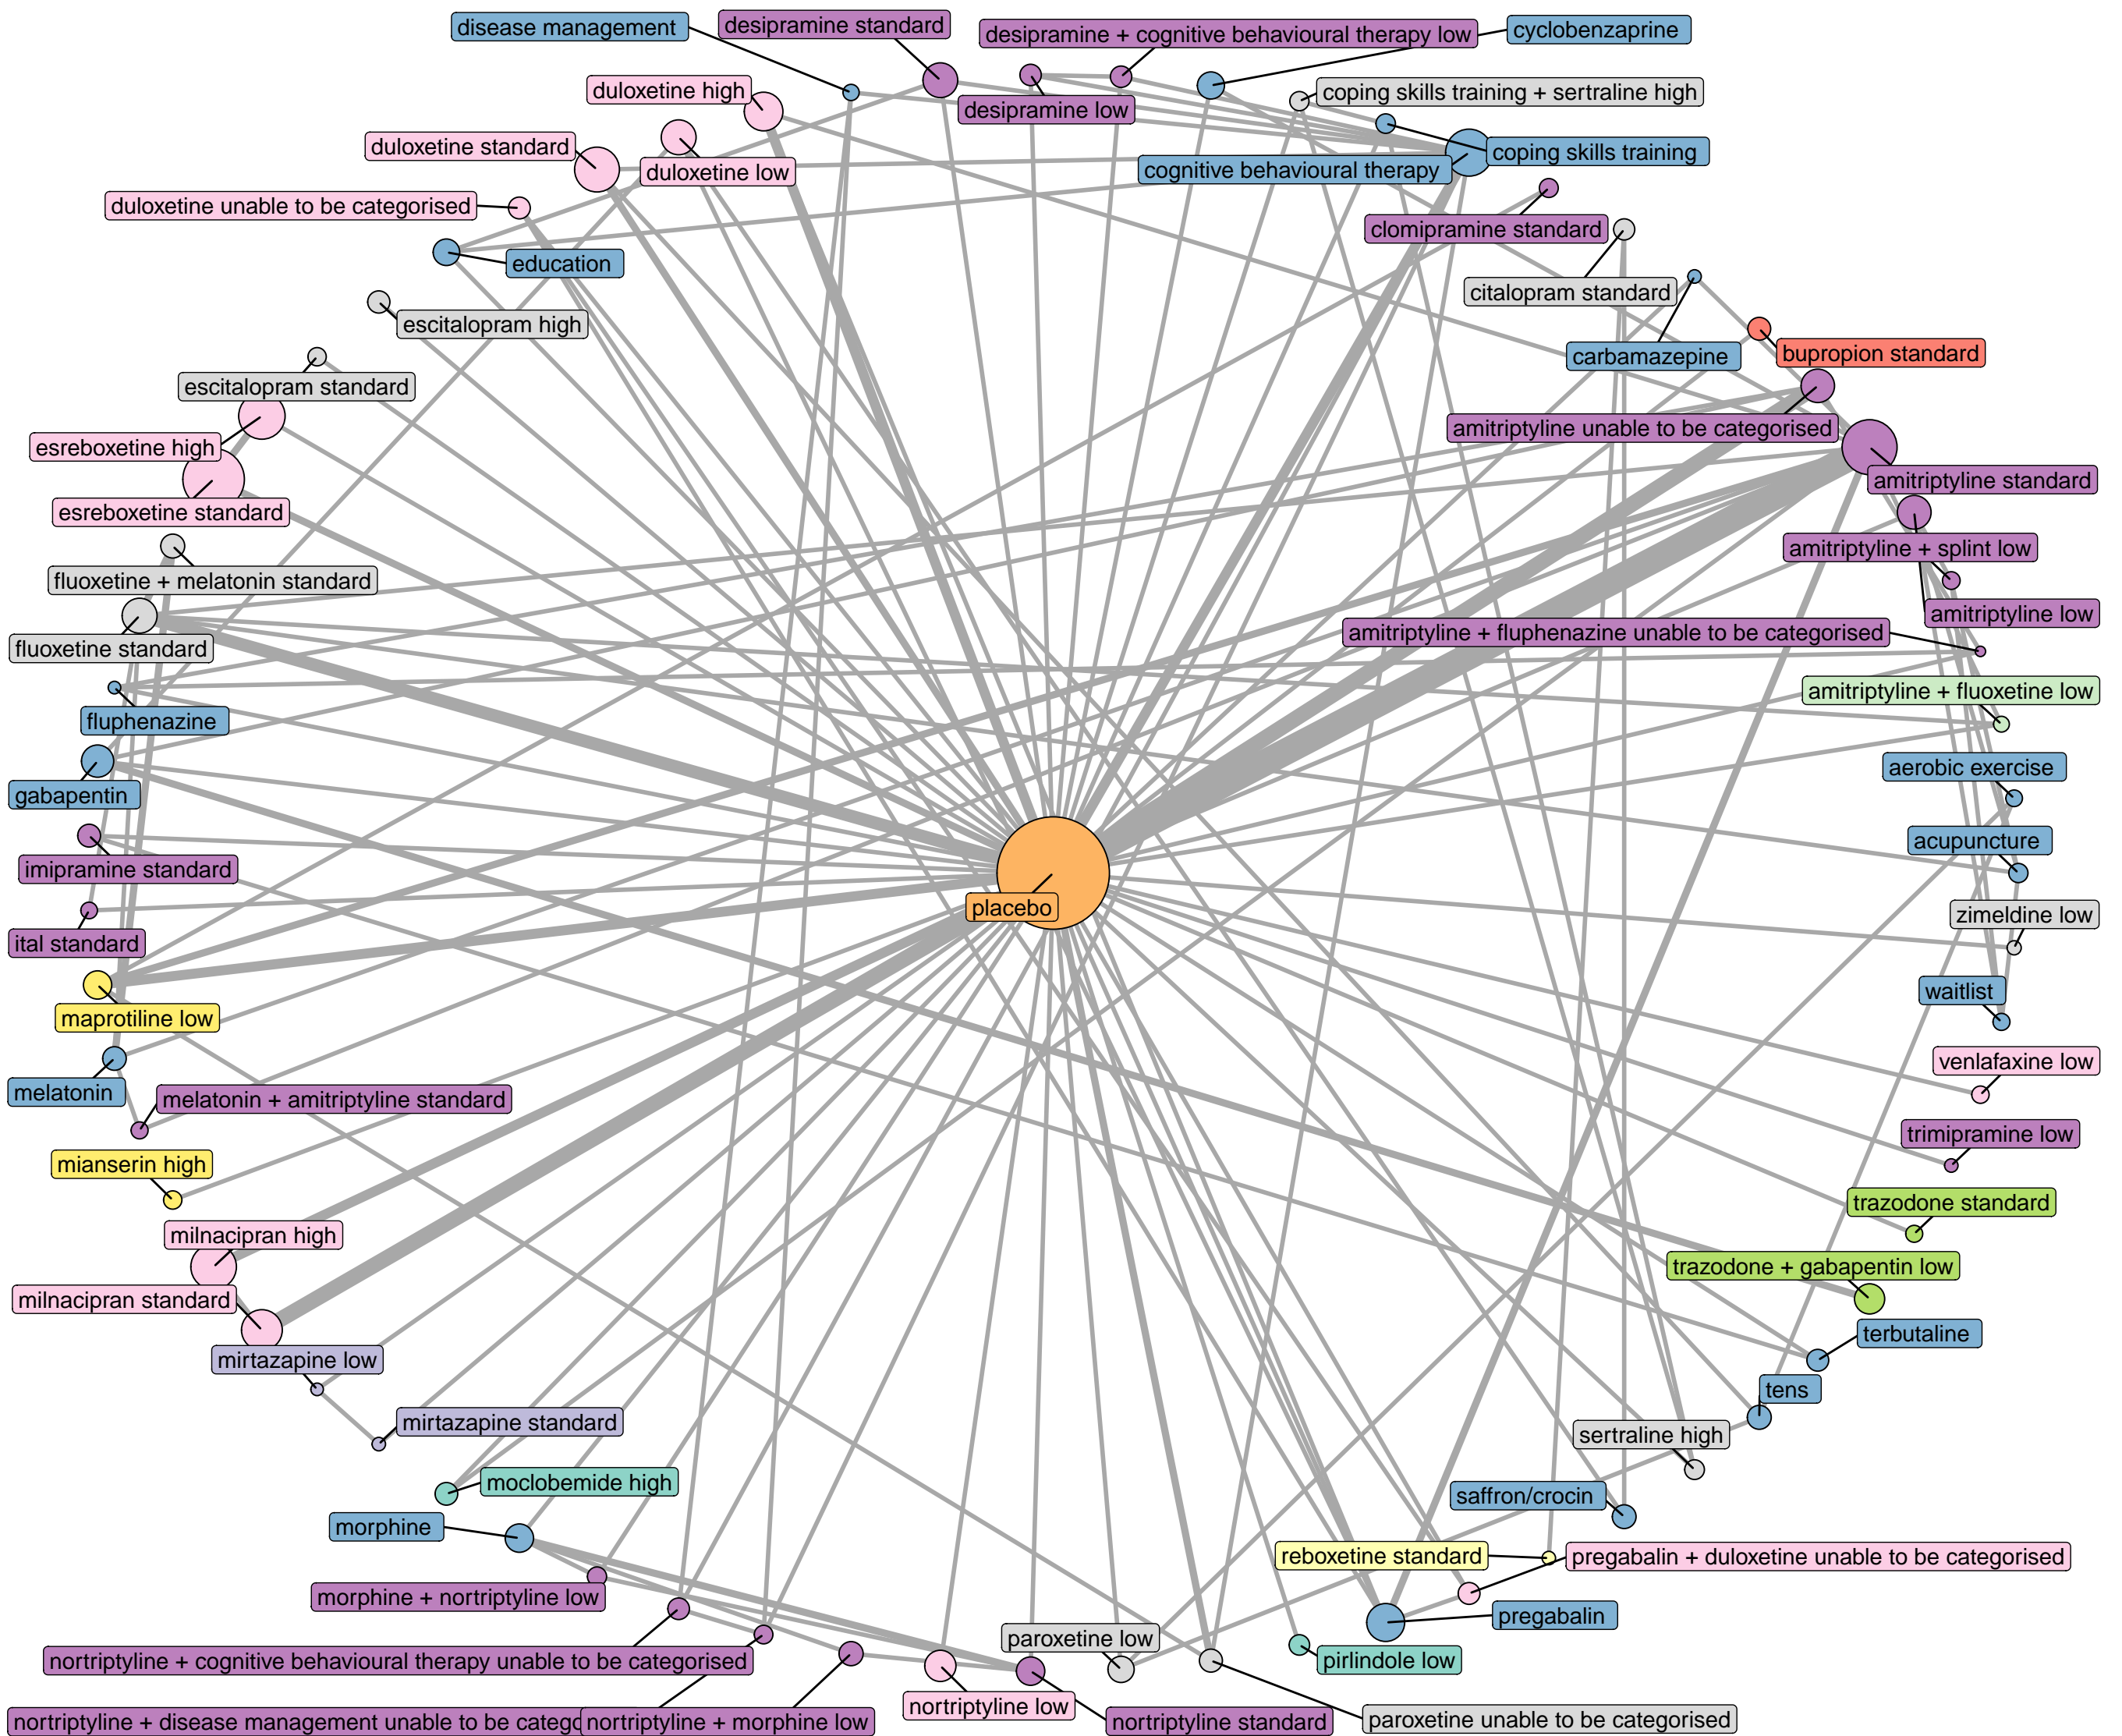 disease management
desipramine standard
desipramine + cognitive behavioural therapy low
cyclobenzaprine
duloxetine high
desipramine low
coping skills training + sertraline high
duloxetine standard
duloxetine low
cognitive behavioural therapy
coping skills training
duloxetine unable to be categorised
clomipramine standard
education
citalopram standard
escitalopram high
carbamazepine
bupropion standard
escitalopram standard
amitriptyline unable to be categorised
esreboxetine high
amitriptyline standard
esreboxetine standard
amitriptyline + splint low
fluoxetine + melatonin standard
amitriptyline low
fluoxetine standard
amitriptyline + fluphenazine unable to be categorised
amitriptyline + fluoxetine low
fluphenazine
aerobic exercise
gabapentin
acupuncture
imipramine standard
placebo
zimeldine low
ital standard
waitlist
maprotiline low
venlafaxine low
melatonin
melatonin + amitriptyline standard
trimipramine low
mianserin high
trazodone standard
milnacipran high
trazodone + gabapentin low
milnacipran standard
terbutaline
mirtazapine low
tens
mirtazapine standard
sertraline high
moclobemide high
saffron/crocin
morphine
reboxetine standard
pregabalin + duloxetine unable to be categorised
morphine + nortriptyline low
pregabalin
paroxetine low
nortriptyline + cognitive behavioural therapy unable to be categorised
pirlindole low
nortriptyline low
nortriptyline + disease management unable to be catego
nortriptyline + morphine low
nortriptyline standard
paroxetine unable to be categorised